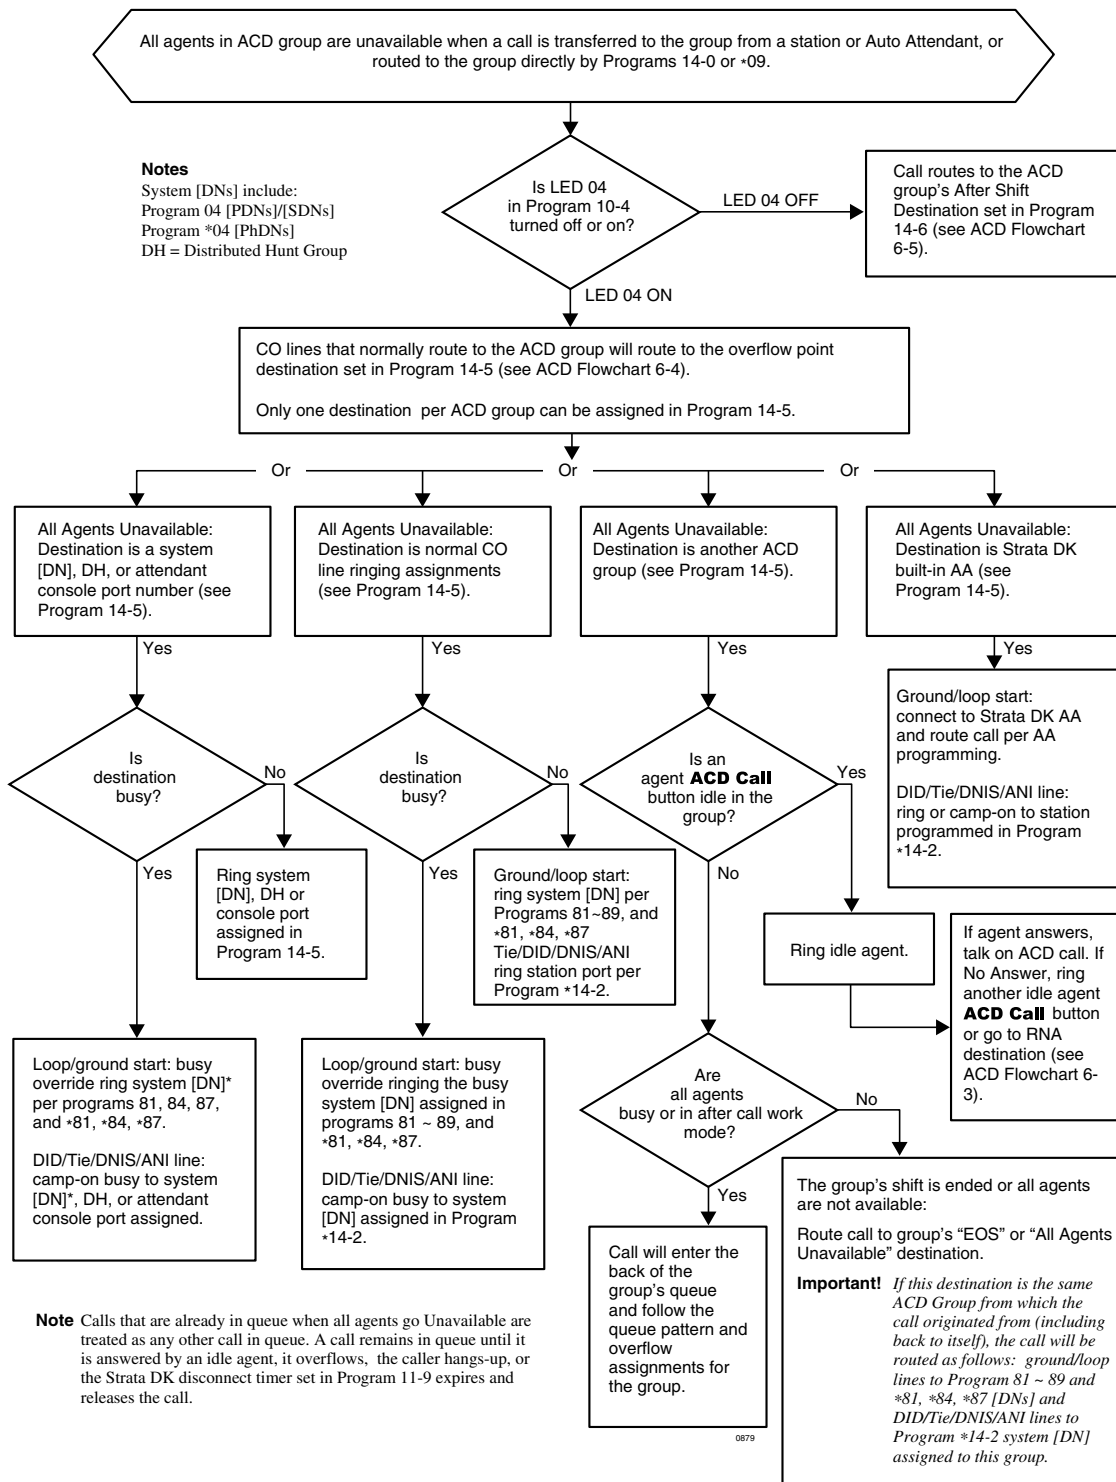 All agents in ACD group are unavailable when a call is transferred to the group from a station or Auto Attendant, or
routed to the group directly by Programs 14-0 or *09.
Notes
System [DNs] include:
Program 04 [PDNs]/[SDNs]
Program *04 [PhDNs]
DH = Distributed Hunt Group
Is LED 04
in Program 10-4
turned off or on?
LED 04 OFF
Call routes to the ACD
group's After Shift
Destination set in Program
14-6 (see ACD Flowchart
6-5).
LED 04 ON
CO lines that normally route to the ACD group will route to the overflow point
destination set in Program 14-5 (see ACD Flowchart 6-4).
Only one destination per ACD group can be assigned in Program 14-5.
Or
Or
Or
All Agents Unavailable:
Destination is a system
[DN], DH, or attendant
console port number (see
Program 14-5).
All Agents Unavailable:
Destination is normal CO
line ringing assignments
(see Program 14-5).
All Agents Unavailable:
Destination is another ACD
group (see Program 14-5).
All Agents Unavailable:
Destination is Strata DK
built-in AA (see
Program 14-5).
Yes
Yes
Yes
Yes
Is
destination
busy?
No
Is
destination
busy?
No
Is an
agent ACD Call
button idle in the
group?
Yes
Ground/loop start:
connect to Strata DK AA
and route call per AA
programming.
DID/Tie/DNIS/ANI line:
ring or camp-on to station
programmed in Program
*14-2.
Yes
Yes
No
Ring system
[DN], DH or
console port
assigned in
Program 14-5.
Ground/loop start:
ring system [DN] per
Programs 81~89, and
*81, *84, *87
Tie/DID/DNIS/ANI
ring station port per
Program *14-2.
Ring idle agent.
If agent answers,
talk on ACD call. If
No Answer, ring
another idle agent
ACD Call button
or go to RNA
destination (see
ACD Flowchart 6-
3).
Loop/ground start: busy
override ring system [DN]*
per programs 81, 84, 87,
and *81, *84, *87.
DID/Tie/DNIS/ANI line:
camp-on busy to system
[DN]*, DH, or attendant
console port assigned.
Loop/ground start: busy
override ringing the busy
system [DN] assigned in
programs 81 ~ 89, and
*81, *84, *87.
DID/Tie/DNIS/ANI line:
camp-on busy to system
[DN] assigned in Program
*14-2.
Are
all agents
busy or in after call work
mode?
No
Yes
Call will enter the
back of the
group's queue
and follow the
queue pattern and
overflow
assignments for
the group.
The group's shift is ended or all agents
are not available:
Route call to group's "EOS" or "All Agents
Unavailable" destination.
Important! If this destination is the same
ACD Group from which the
call originated from (including
back to itself), the call will be
routed as follows: ground/loop
lines to Program 81 ~ 89 and
*81, *84, *87 [DNs] and
DID/Tie/DNIS/ANI lines to
Program *14-2 system [DN]
assigned to this group.
Note Calls that are already in queue when all agents go Unavailable are
treated as any other call in queue. A call remains in queue until it
is answered by an idle agent, it overflows, the caller hangs-up, or
the Strata DK disconnect timer set in Program 11-9 expires and
releases the call.
0879